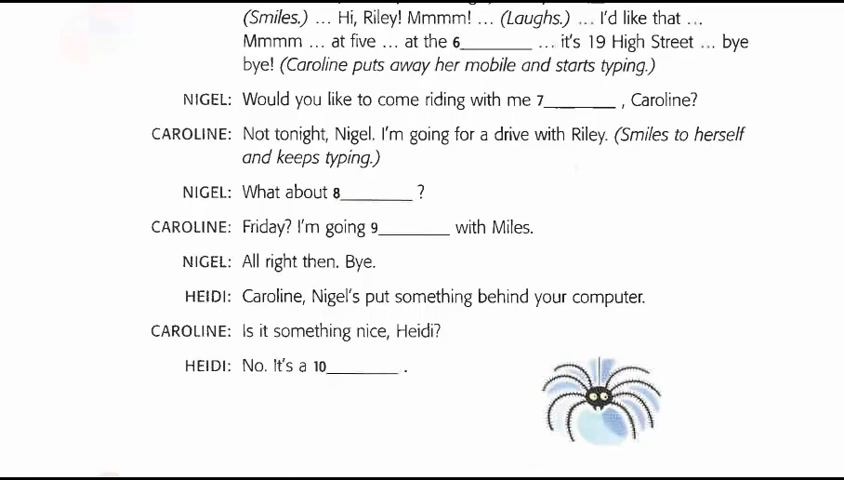 (Smiles.) ... Hi, Riley! Mmmm! ... (Laughs.) ... I'd like that ...
Mmmm ... at five ... at the 6________ ... it's 19 High Street ... bye
bye! (Caroline puts away her mobile and starts typing.)
NIGEL: Would you like to come riding with me 7________ , Caroline?
CAROLINE: Not tonight, Nigel. I'm going for a drive with Riley. (Smiles to herself
and keeps typing.)
NIGEL: What about 8________ ?
CAROLINE: Friday? I'm going 9________ with Miles.
NIGEL: All right then. Bye.
HEIDI: Caroline, Nigel's put something behind your computer.
CAROLINE: Is it something nice, Heidi?
HEIDI: No. It's a 10________ .